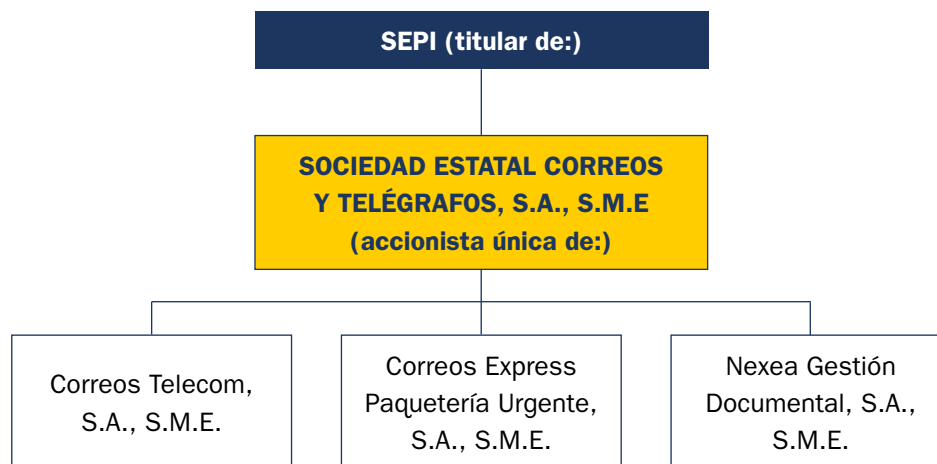 SEPI (titular de:)
SOCIEDAD ESTATAL CORREOS
Y TELÉGRAFOS, S.A., S.M.E
(accionista única de:)
Correos Telecom,
S.A., S.M.E.
Correos Express
Paquetería Urgente,
S.A., S.M.E.
Nexea Gestión
Documental, S.A.,
S.M.E.